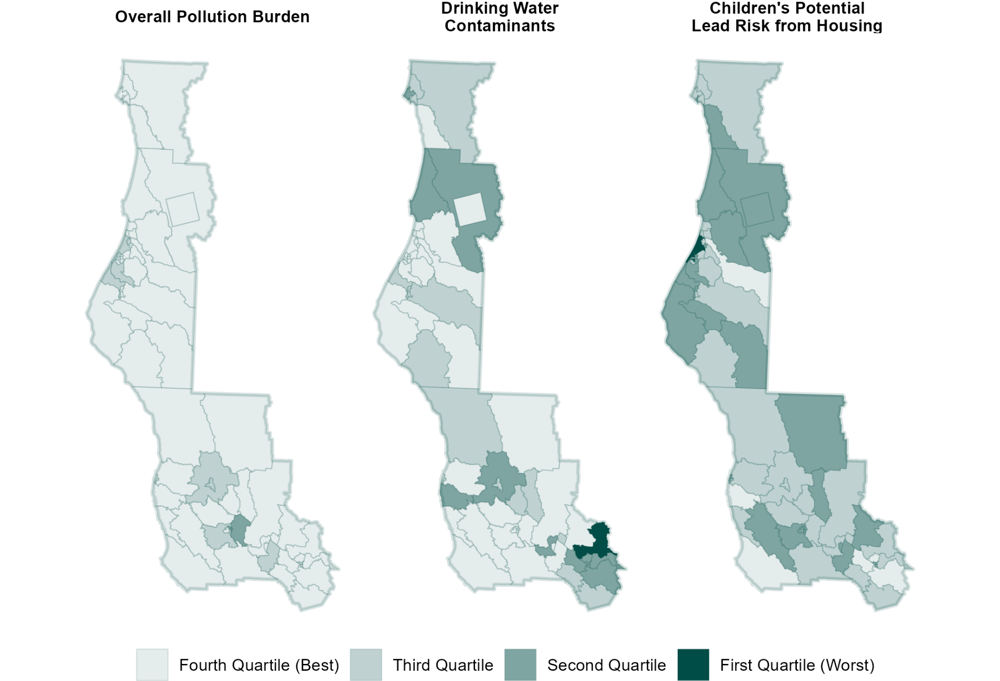 Overall Pollution Burden
Drinking Water
Contaminants
Children's Potential
Lead Risk from Housing
Fourth Quartile (Best)
Third Quartile
Second Quartile
First Quartile (Worst)